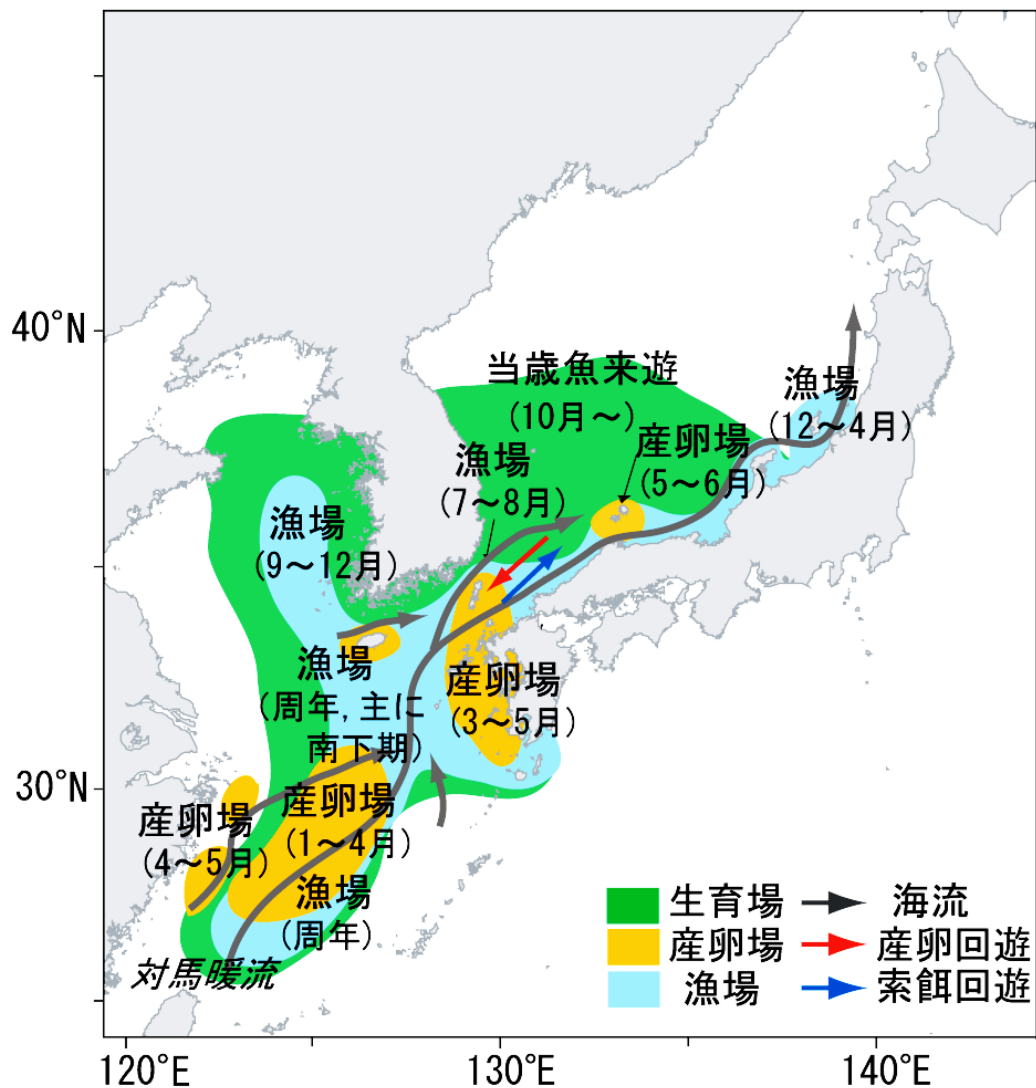 40°N
30°N
120°E
130°E
140°E
当歳魚来遊
(10月～)
漁場
(12～4月)
産卵場
(5～6月)
漁場
(7～8月)
漁場
(9～12月)
漁場
(周年,主に
南下期)
産卵場
(3～5月)
産卵場
(4～5月)
産卵場
(1～4月)
漁場
(周年)
対馬暖流
生育場
産卵場
漁場
海流
産卵回遊
索餌回遊